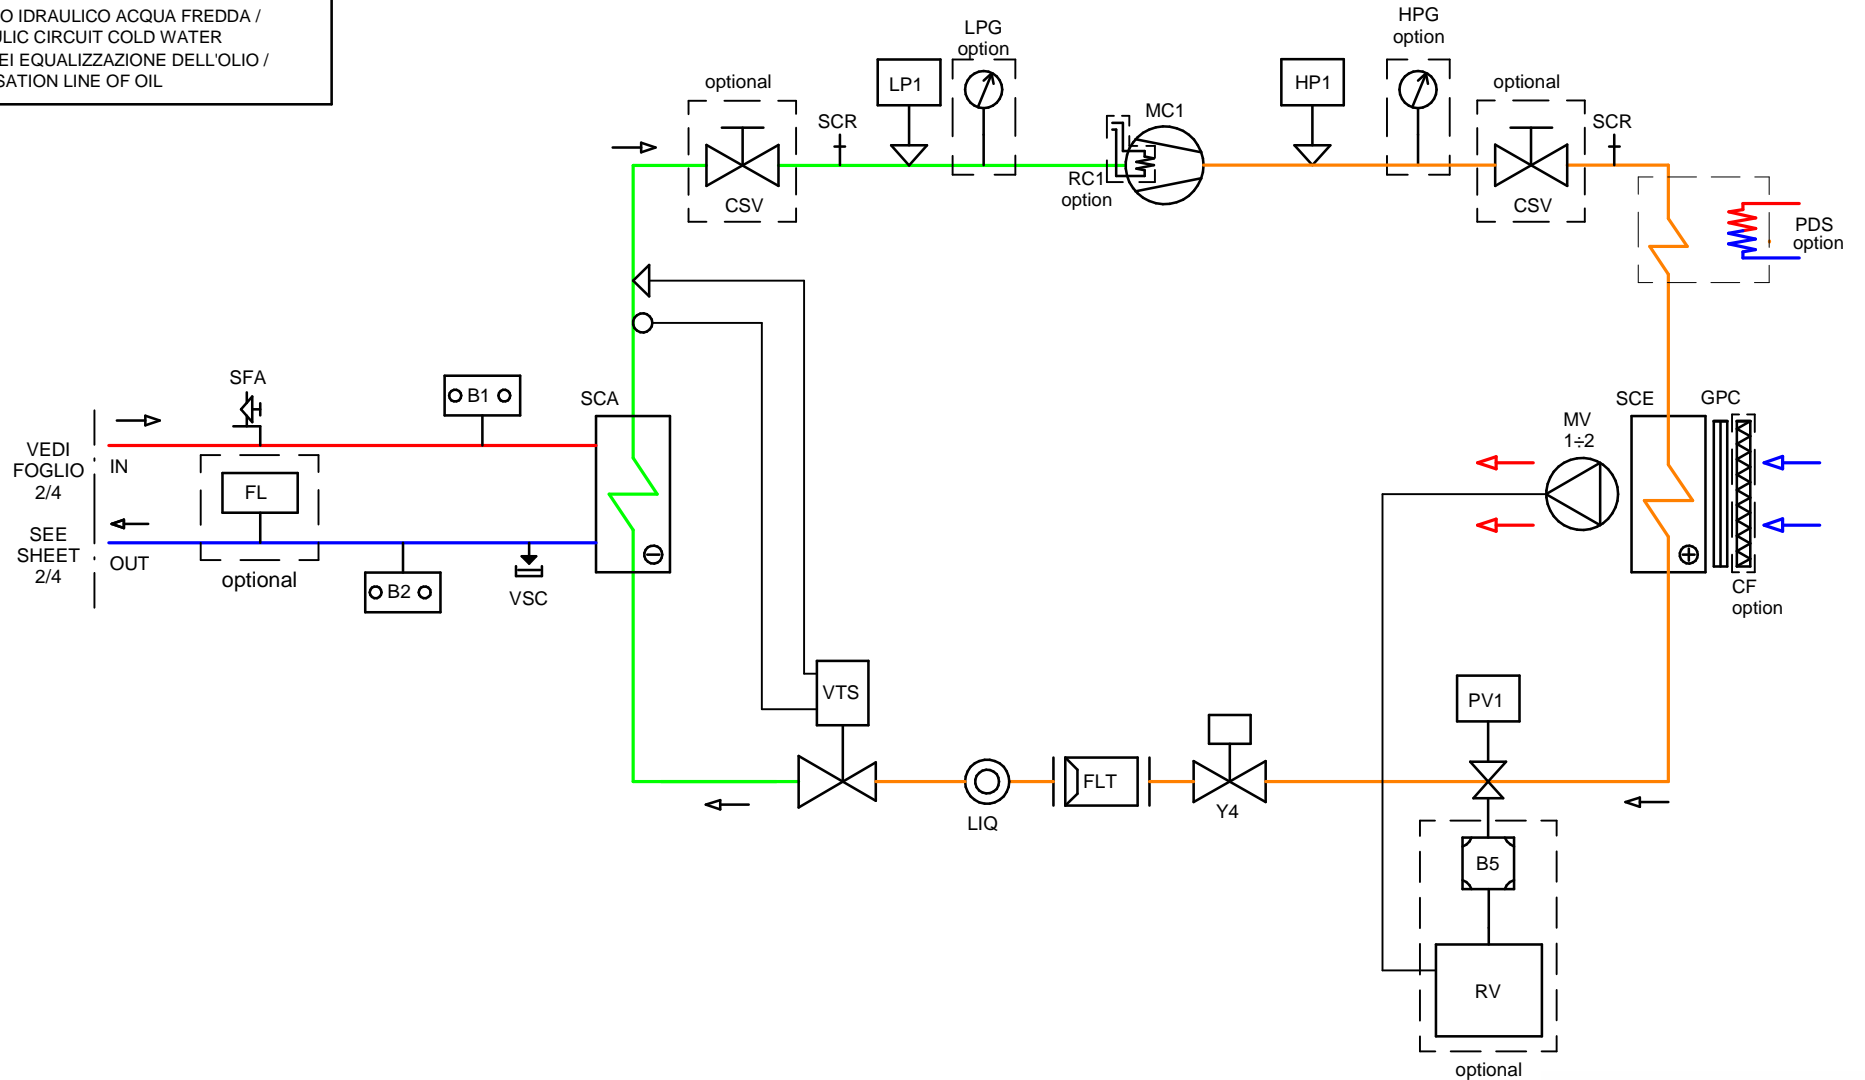 O IDRAULICO ACQUA FREDDA /
ULIC CIRCUIT COLD WATER
EI EQUALIZZAZIONE DELL'OLIO /
SATION LINE OF OIL
LPG
option
HPG
option
optional
LP1
SCR
MC1
HP1
optional
SCR
CSV
RC1
option
CSV
PDS
option
SFA
B1
SCA
SCE
GPC
MV
1÷2
VEDI
FOGLIO
2/4
IN
FL
SEE
SHEET
2/4
OUT
optional
B2
VSC
CF
option
VTS
PV1
LIQ
FLT
Y4
B5
RV
optional